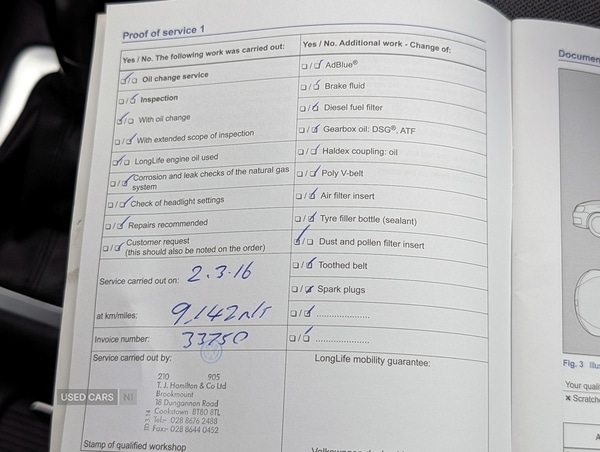 Proof of service 1
Yes / No. The following work was carried out:
Oil change service
Inspection
With oil change
With extended scope of inspection
LongLife engine oil used
Corrosion and leak checks of the natural gas
system
Check of headlight settings
Repairs recommended
Customer request
(this should also be noted on the order)
Service carried out on: 2.3.16
at km/miles: 9,142 mls
Invoice number: 33750
Service carried out by:
210 905
T. J. Hamilton & Co Ltd
Brookmount
18 Dungannon Road
Cookstown BT80 8TL
Tel:- 028 8676 2488
Fax:- 028 8644 0452
Stamp of qualified workshop
Yes / No. Additional work - Change of:
AdBlue®
Brake fluid
Diesel fuel filter
Gearbox oil: DSG®, ATF
Haldex coupling: oil
Poly V-belt
Air filter insert
Tyre filler bottle (sealant)
Dust and pollen filter insert
Toothed belt
Spark plugs
....................
....................
LongLife mobility guarantee:
Documen
Fig. 3 Illu
Your quali
× Scratche
A
USED CARS NI